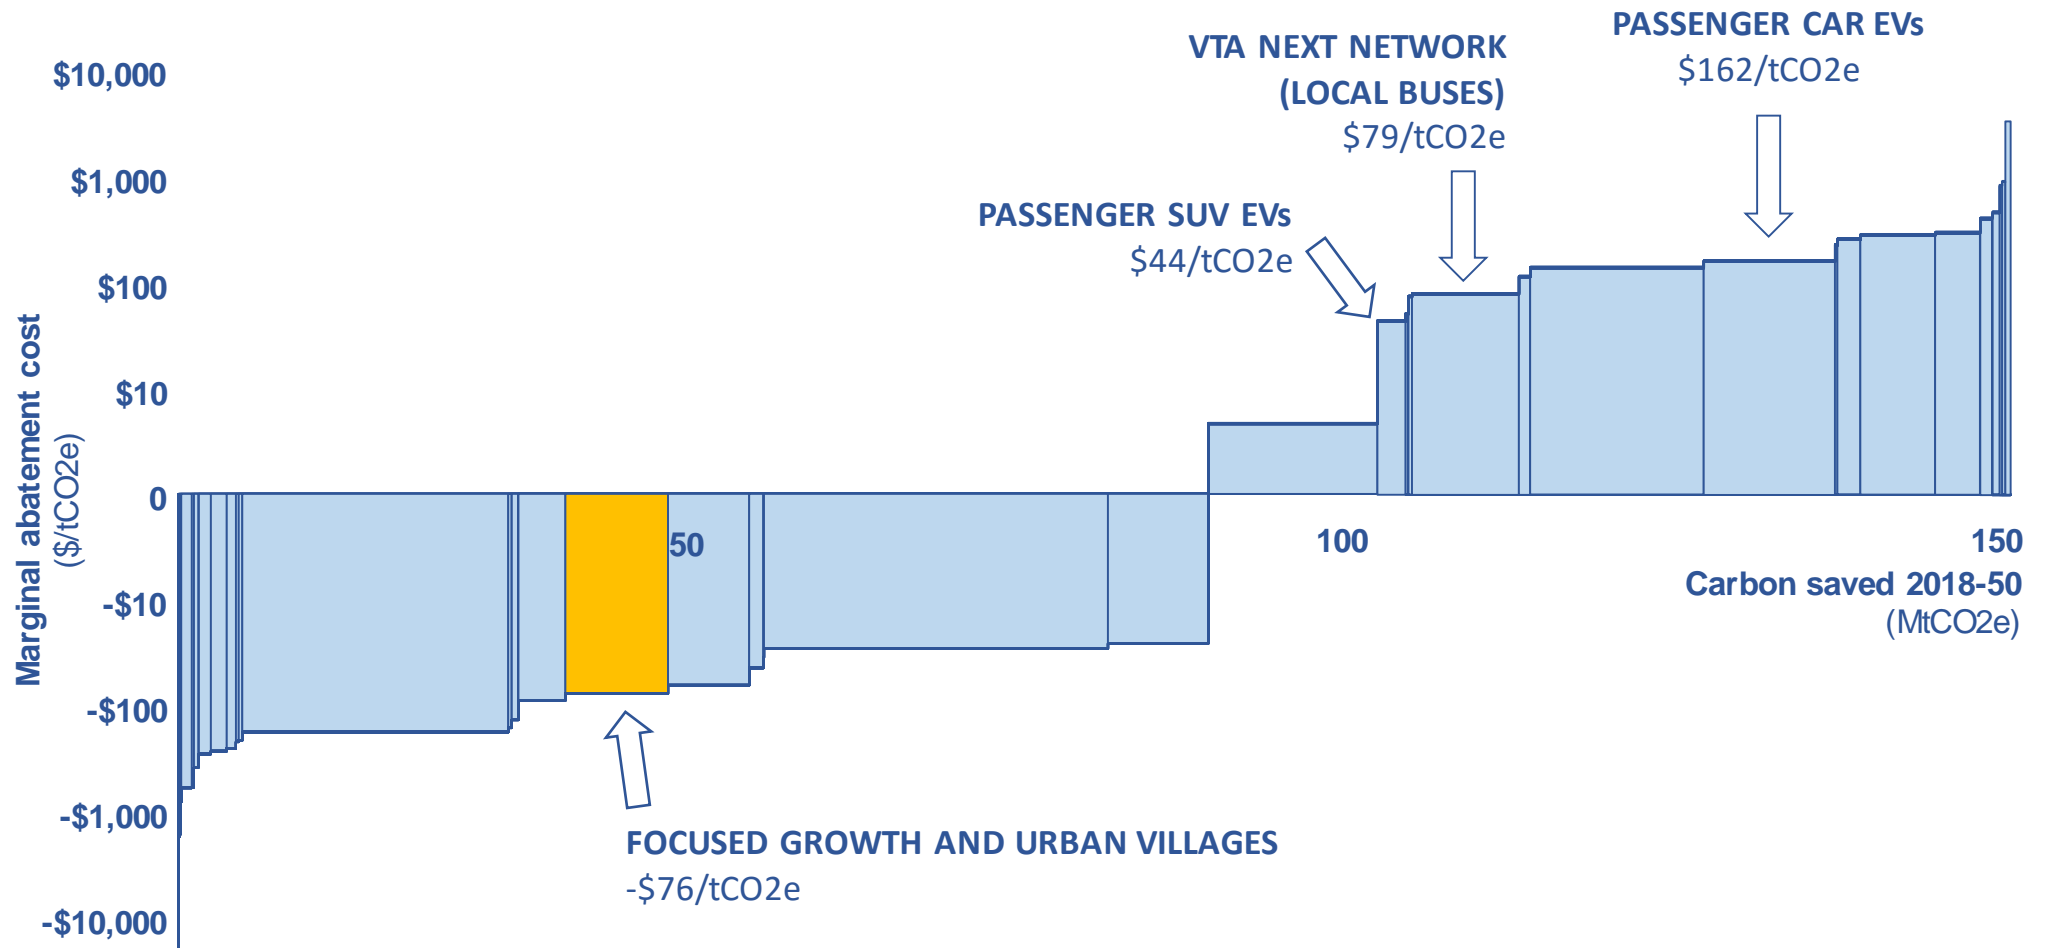 PASSENGER CAR EVs
$162/tCO2e
VTA NEXT NETWORK
(LOCAL BUSES)
$79/tCO2e
PASSENGER SUV EVs
$44/tCO2e
$10,000
$1,000
$100
$10
0
-$10
-$100
-$1,000
-$10,000
Marginal abatement cost
($/tCO2e)
50
100
150
Carbon saved 2018-50
(MtCO2e)
FOCUSED GROWTH AND URBAN VILLAGES
-$76/tCO2e